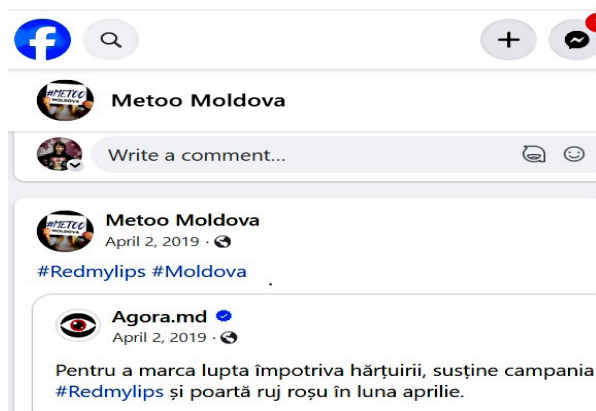 Metoo Moldova
Write a comment...
Metoo Moldova
April 2, 2019 ·
#Redmylips #Moldova
.
Agora.md
April 2, 2019 ·
Pentru a marca lupta împotriva hărțuirii, susține campania
#Redmylips și poartă ruj roșu în luna aprilie.